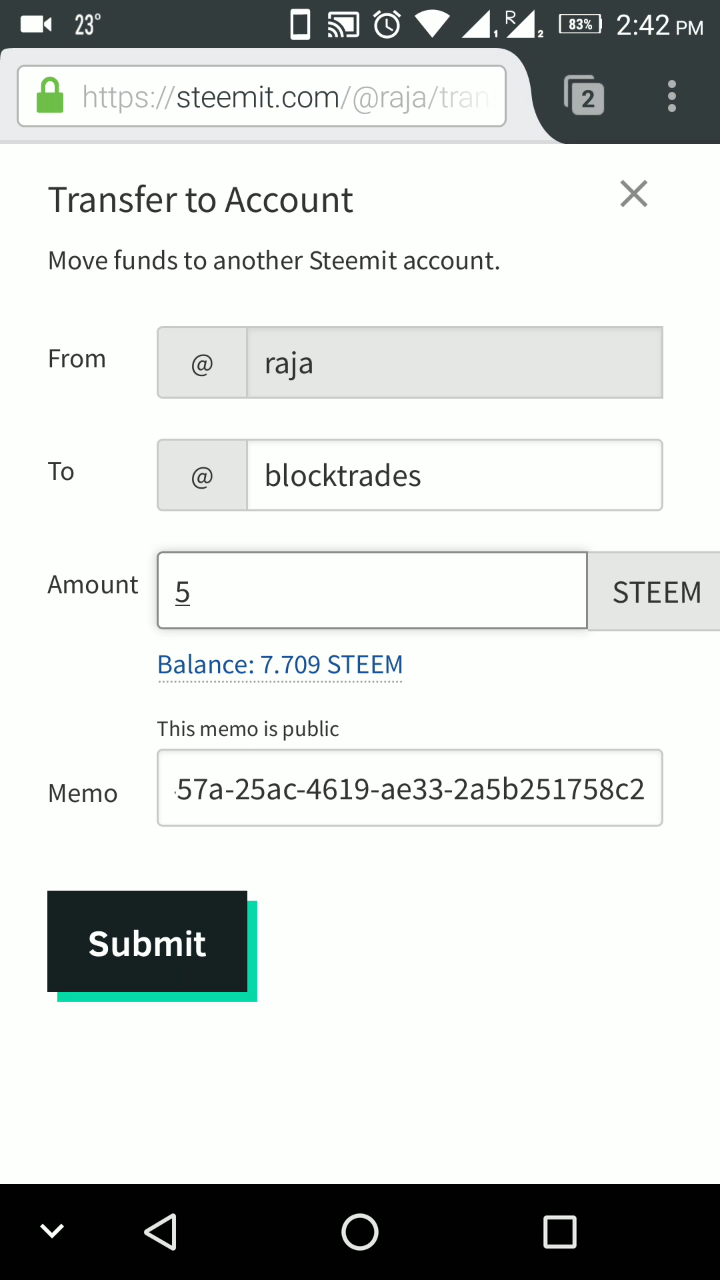 23° R 1 2 83% 2:42 PM
https://steemit.com/@raja/tran
2
Transfer to Account
Move funds to another Steemit account.
From @ raja
To @ blocktrades
Amount 5 STEEM
Balance: 7.709 STEEM
This memo is public
Memo 57a-25ac-4619-ae33-2a5b251758c2
Submit